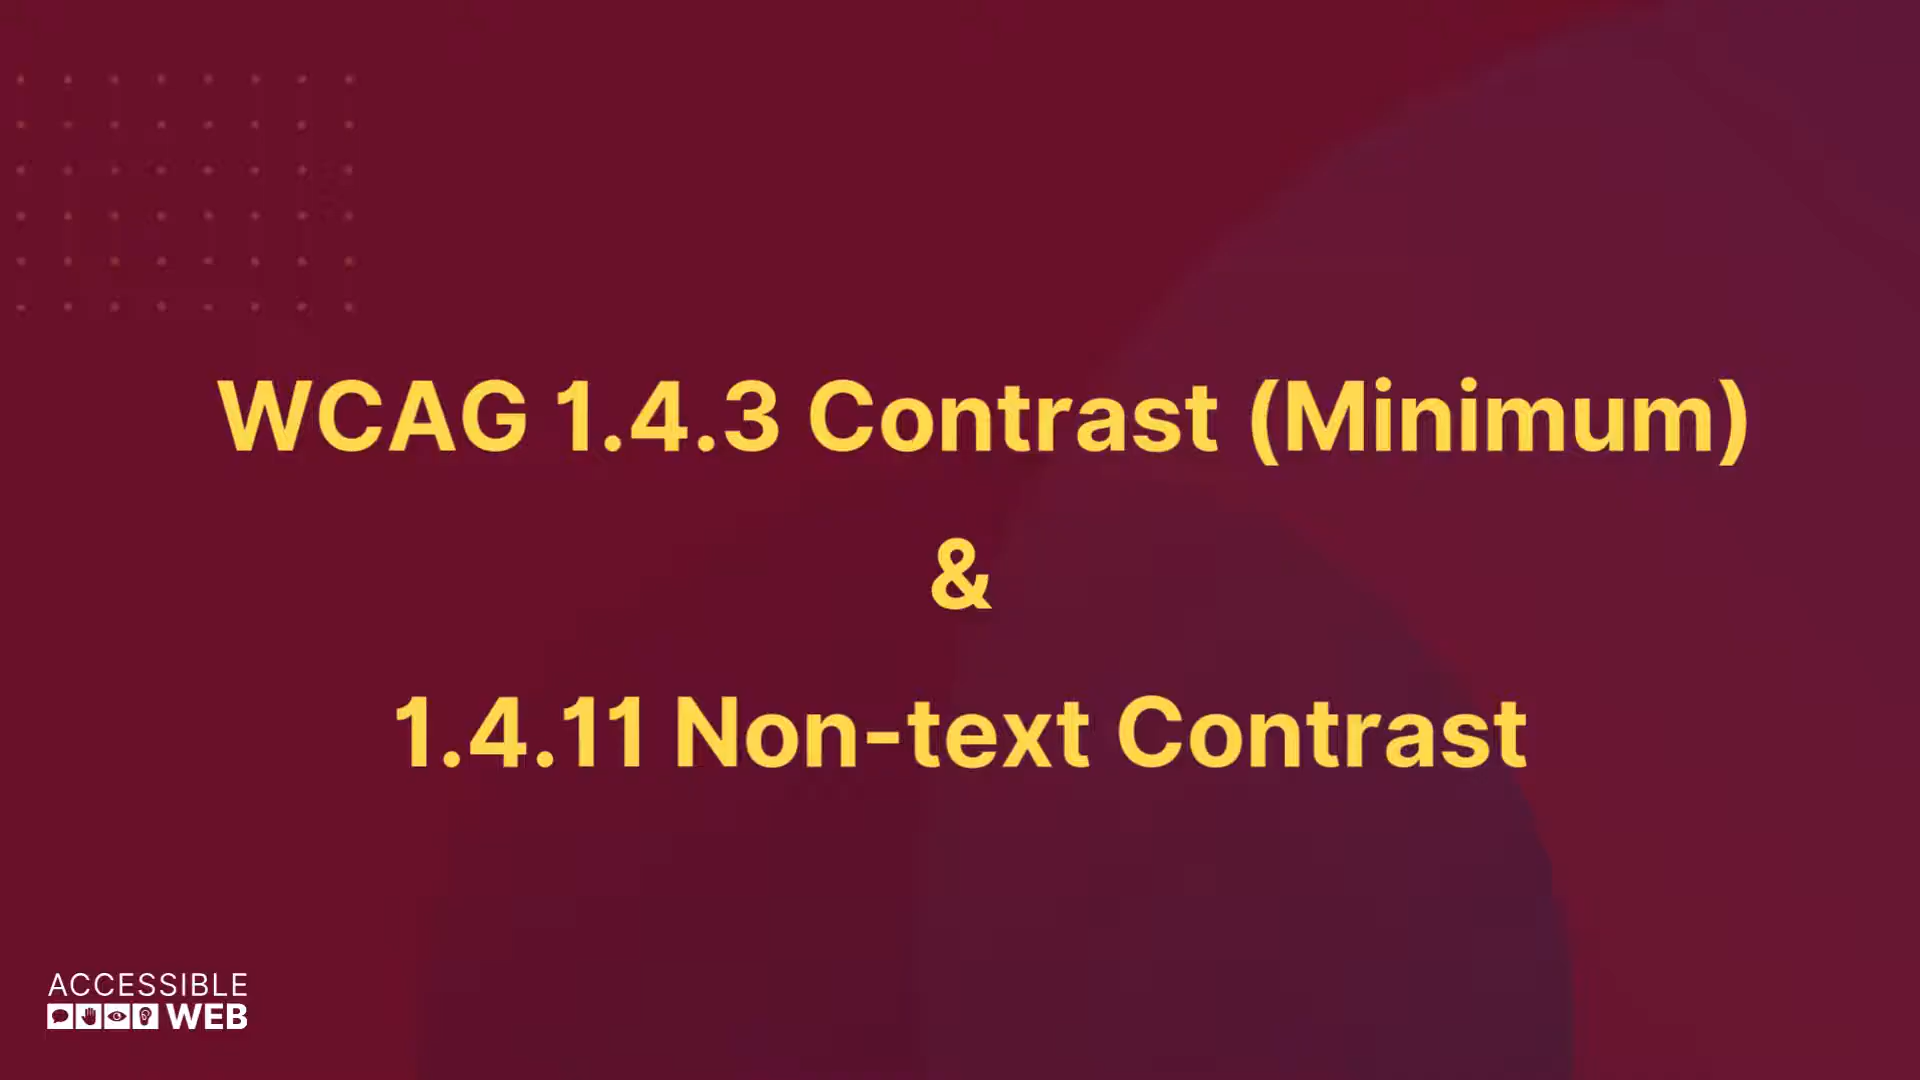 WCAG 1.4.3 Contrast (Minimum)
&
1.4.11 Non-text Contrast
ACCESSIBLE
WEB